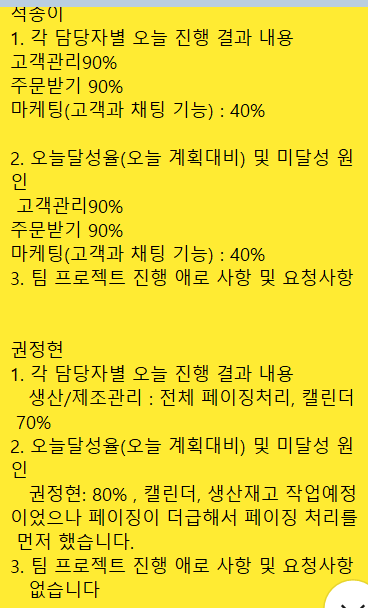 석송이
1. 각 담당자별 오늘 진행 결과 내용
고객관리90%
주문받기 90%
마케팅(고객과 채팅 기능) : 40%
2. 오늘달성율(오늘 계획대비) 및 미달성 원
인
고객관리90%
주문받기 90%
마케팅(고객과 채팅 기능) : 40%
3. 팀 프로젝트 진행 애로 사항 및 요청사항
권정현
1. 각 담당자별 오늘 진행 결과 내용
생산/제조관리 : 전체 페이징처리, 캘린더
70%
2. 오늘달성율(오늘 계획대비) 및 미달성 원
인
권정현: 80% , 캘린더, 생산재고 작업예정
이었으나 페이징이 더급해서 페이징 처리를
먼저 했습니다.
3. 팀 프로젝트 진행 애로 사항 및 요청사항
없습니다